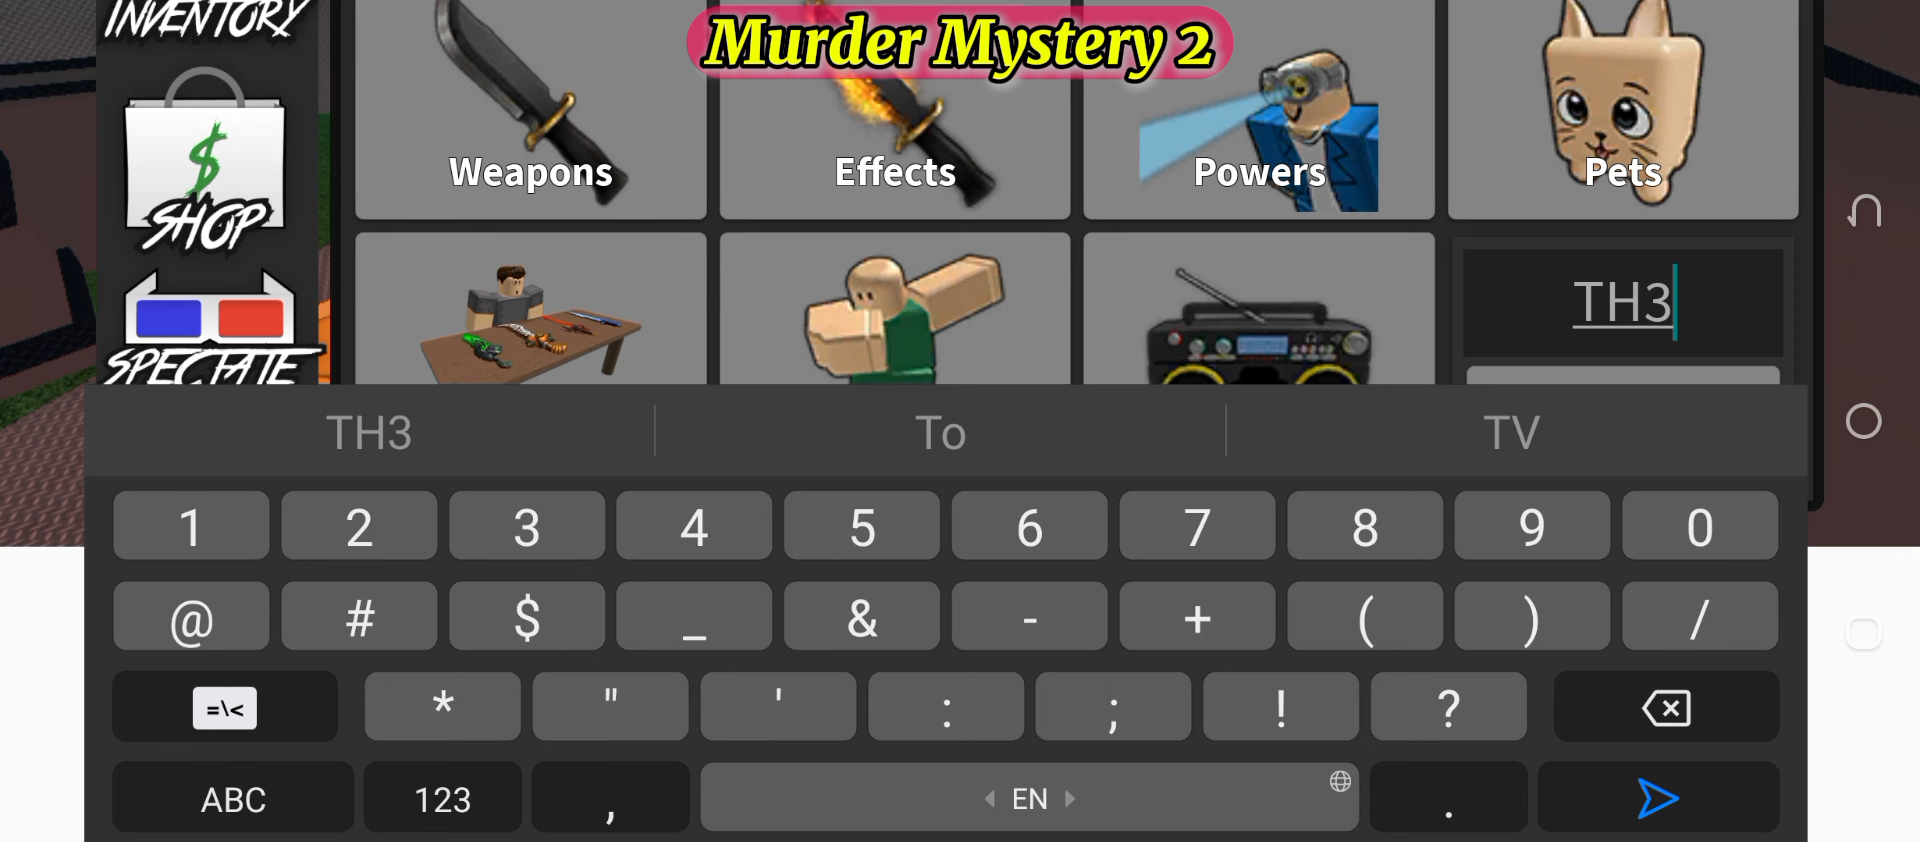 Murder Mystery 2
INVENTORY
SHOP
SPECTATE
Weapons
Effects
Powers
Pets
TH3
TH3 To TV
1 2 3 4 5 6 7 8 9 0
@ # $ _ & - + ( ) /
=\< * " ' : ; ! ?
ABC 123 , EN .